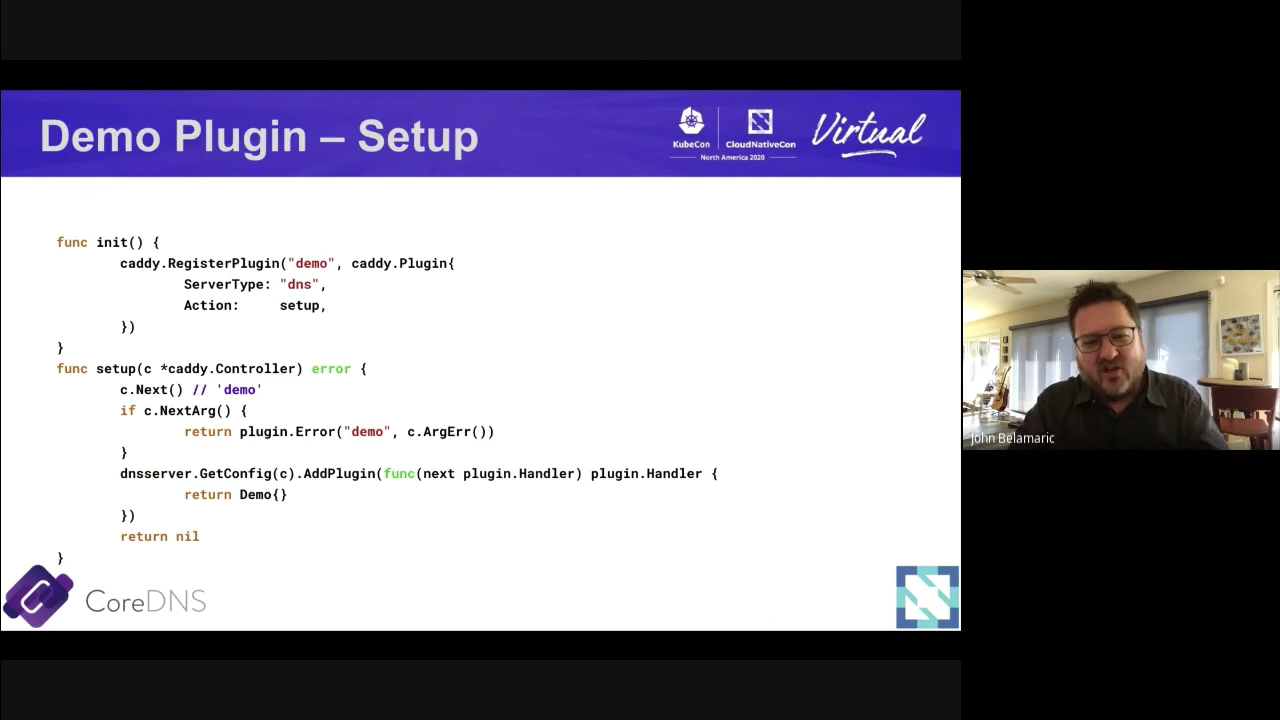 Demo Plugin – Setup
KubeCon
CloudNativeCon
North America 2020
Virtual
func init() {
caddy.RegisterPlugin("demo", caddy.Plugin{
ServerType: "dns",
Action:     setup,
})
}
func setup(c *caddy.Controller) error {
c.Next() // 'demo'
if c.NextArg() {
return plugin.Error("demo", c.ArgErr())
}
dnsserver.GetConfig(c).AddPlugin(func(next plugin.Handler) plugin.Handler {
return Demo{}
})
return nil
}
CoreDNS
John Belamaric